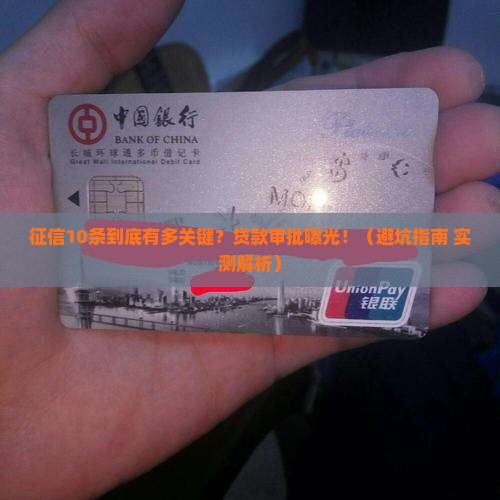 中国银行
BANK OF CHINA
长城环球通多币借记卡
Great Wall International Debit Card
征信10条到底有多关键？贷款审批曝光！（避坑指南 实
测解析）
UnionPay
银联